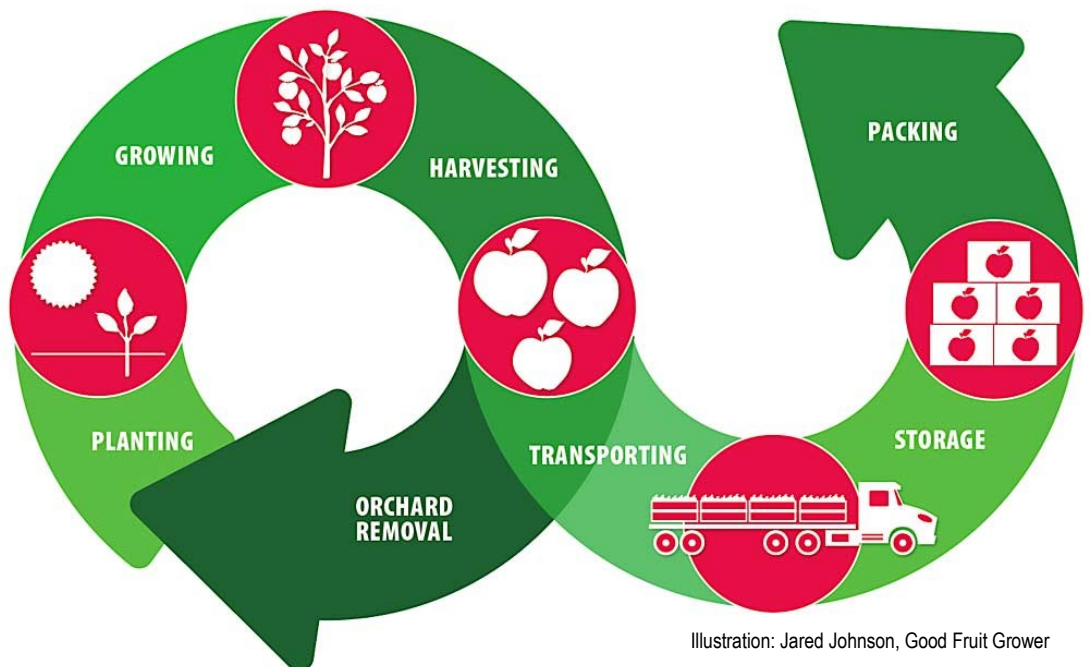 GROWING
HARVESTING
PACKING
PLANTING
ORCHARD
REMOVAL
TRANSPORTING
STORAGE
Illustration: Jared Johnson, Good Fruit Grower